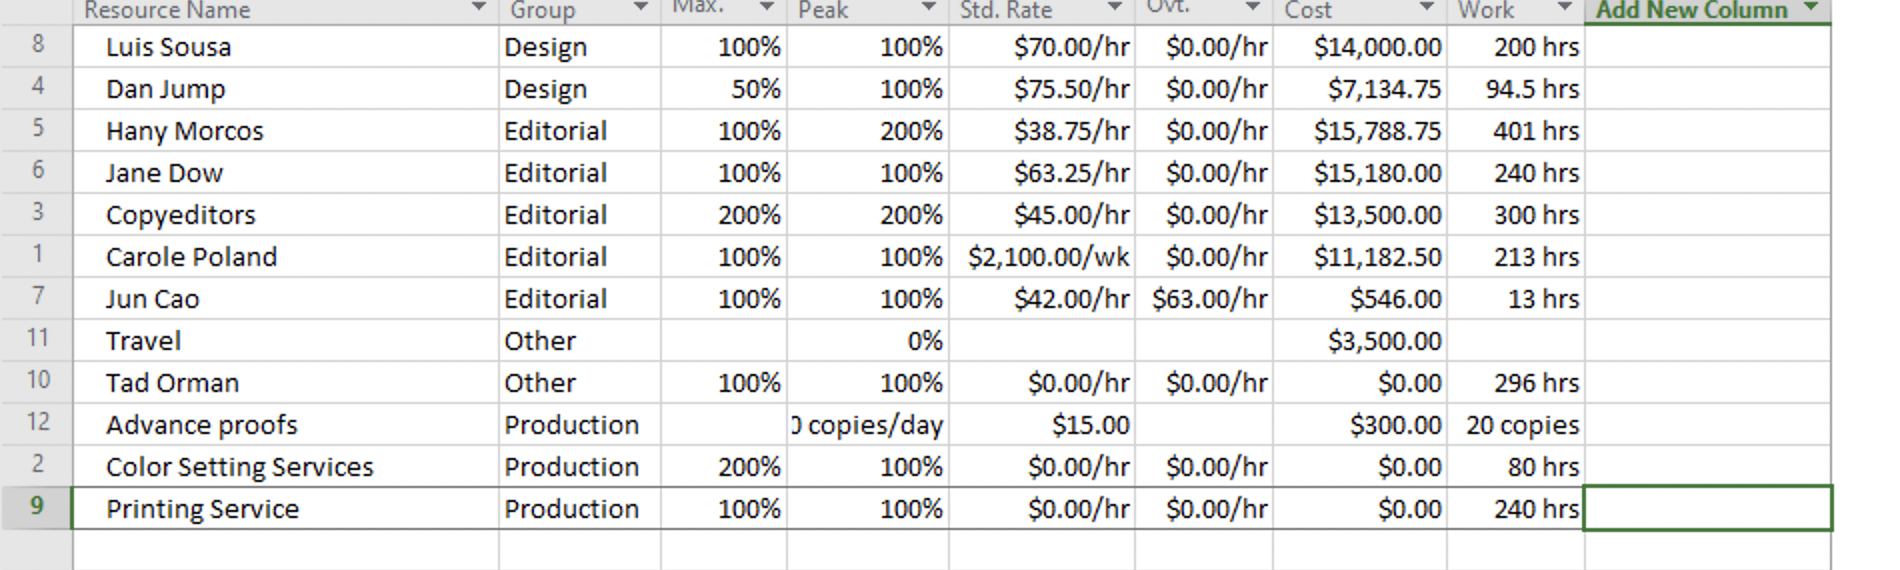 Resource Name Group Max. Peak Std. Rate Ovt. Cost Work Add New Column
8 Luis Sousa Design 100% 100% $70.00/hr $0.00/hr $14,000.00 200 hrs
4 Dan Jump Design 50% 100% $75.50/hr $0.00/hr $7,134.75 94.5 hrs
5 Hany Morcos Editorial 100% 200% $38.75/hr $0.00/hr $15,788.75 401 hrs
6 Jane Dow Editorial 100% 100% $63.25/hr $0.00/hr $15,180.00 240 hrs
3 Copyeditors Editorial 200% 200% $45.00/hr $0.00/hr $13,500.00 300 hrs
1 Carole Poland Editorial 100% 100% $2,100.00/wk $0.00/hr $11,182.50 213 hrs
7 Jun Cao Editorial 100% 100% $42.00/hr $63.00/hr $546.00 13 hrs
11 Travel Other 0% $3,500.00
10 Tad Orman Other 100% 100% $0.00/hr $0.00/hr $0.00 296 hrs
12 Advance proofs Production copies/day $15.00 $300.00 20 copies
2 Color Setting Services Production 200% 100% $0.00/hr $0.00/hr $0.00 80 hrs
9 Printing Service Production 100% 100% $0.00/hr $0.00/hr $0.00 240 hrs